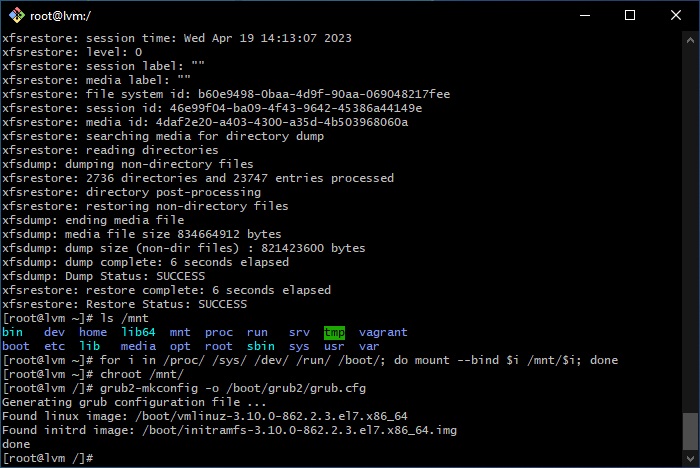 root@lvm:/
xfsrestore: session time: Wed Apr 19 14:13:07 2023
xfsrestore: level: 0
xfsrestore: session label: ""
xfsrestore: media label: ""
xfsrestore: file system id: b60e9498-0baa-4d9f-90aa-069048217fee
xfsrestore: session id: 46e99f04-ba09-4f43-9642-45386a44149e
xfsrestore: media id: 4daf2e20-a403-4300-a35d-4b503968060a
xfsrestore: searching media for directory dump
xfsrestore: reading directories
xfsdump: dumping non-directory files
xfsrestore: 2736 directories and 23747 entries processed
xfsrestore: directory post-processing
xfsrestore: restoring non-directory files
xfsdump: ending media file
xfsdump: media file size 834664912 bytes
xfsdump: dump size (non-dir files) : 821423600 bytes
xfsdump: dump complete: 6 seconds elapsed
xfsdump: Dump Status: SUCCESS
xfsrestore: restore complete: 6 seconds elapsed
xfsrestore: Restore Status: SUCCESS
[root@lvm ~]# ls /mnt
bin dev home lib64 mnt proc run srv tmp vagrant
boot etc lib media opt root sbin sys usr var
[root@lvm ~]# for i in /proc/ /sys/ /dev/ /run/ /boot/; do mount --bind $i /mnt/$i; done
[root@lvm ~]# chroot /mnt/
[root@lvm /]# grub2-mkconfig -o /boot/grub2/grub.cfg
Generating grub configuration file ...
Found linux image: /boot/vmlinuz-3.10.0-862.2.3.el7.x86_64
Found initrd image: /boot/initramfs-3.10.0-862.2.3.el7.x86_64.img
done
[root@lvm /]#